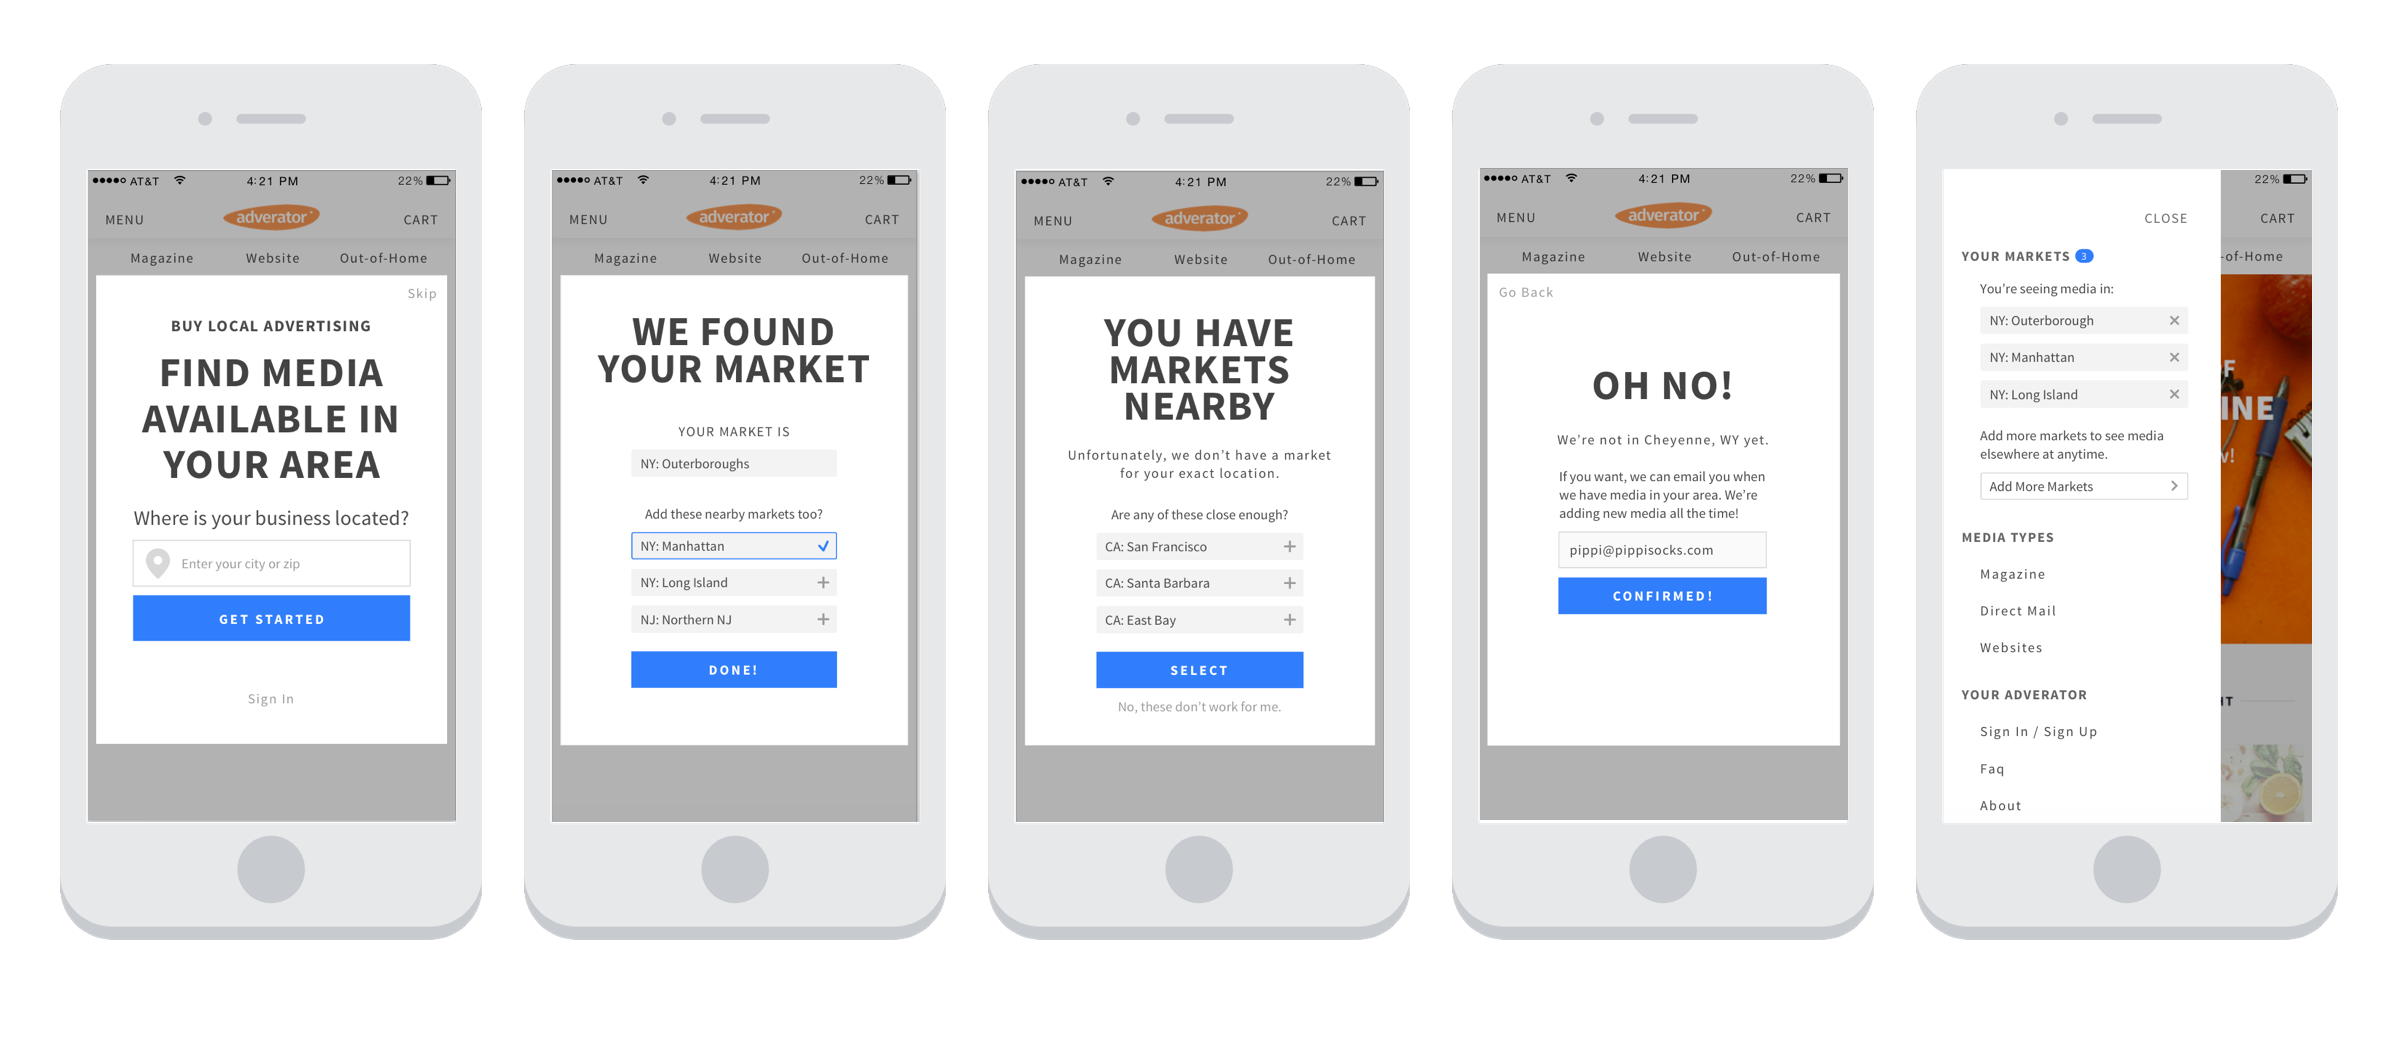 ●●●●○ AT&T 4:21 PM 22%
MENU adverator CART
Magazine Website Out-of-Home
Skip
BUY LOCAL ADVERTISING
FIND MEDIA
AVAILABLE IN
YOUR AREA
Where is your business located?
Enter your city or zip
GET STARTED
Sign In
●●●●○ AT&T 4:21 PM 22%
MENU adverator CART
Magazine Website Out-of-Home
WE FOUND
YOUR MARKET
YOUR MARKET IS
NY: Outerboroughs
Add these nearby markets too?
NY: Manhattan
NY: Long Island +
NJ: Northern NJ +
DONE!
●●●●○ AT&T 4:21 PM 22%
MENU adverator CART
Magazine Website Out-of-Home
YOU HAVE
MARKETS
NEARBY
Unfortunately, we don't have a market
for your exact location.
Are any of these close enough?
CA: San Francisco +
CA: Santa Barbara +
CA: East Bay +
SELECT
No, these don't work for me.
●●●●○ AT&T 4:21 PM 22%
MENU adverator CART
Magazine Website Out-of-Home
Go Back
OH NO!
We're not in Cheyenne, WY yet.
If you want, we can email you when
we have media in your area. We're
adding new media all the time!
pippi@pippisocks.com
CONFIRMED!
22%
CLOSE CART
YOUR MARKETS 3
-of-Home
You're seeing media in:
NY: Outerborough ×
NY: Manhattan ×
NY: Long Island ×
Add more markets to see media
elsewhere at anytime.
Add More Markets >
MEDIA TYPES
Magazine
Direct Mail
Websites
YOUR ADVERATOR
Sign In / Sign Up
Faq
About
F
INE
w!
IT